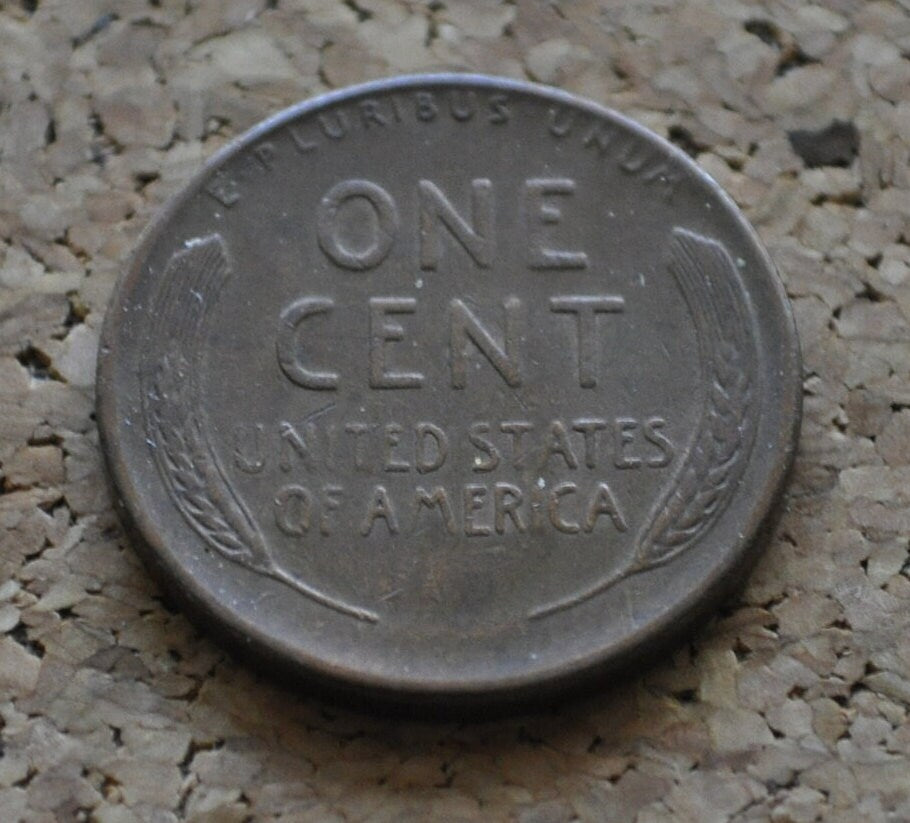 E · PLURIBUS · UNUM
ONE
CENT
UNITED STATES
OF AMERICA